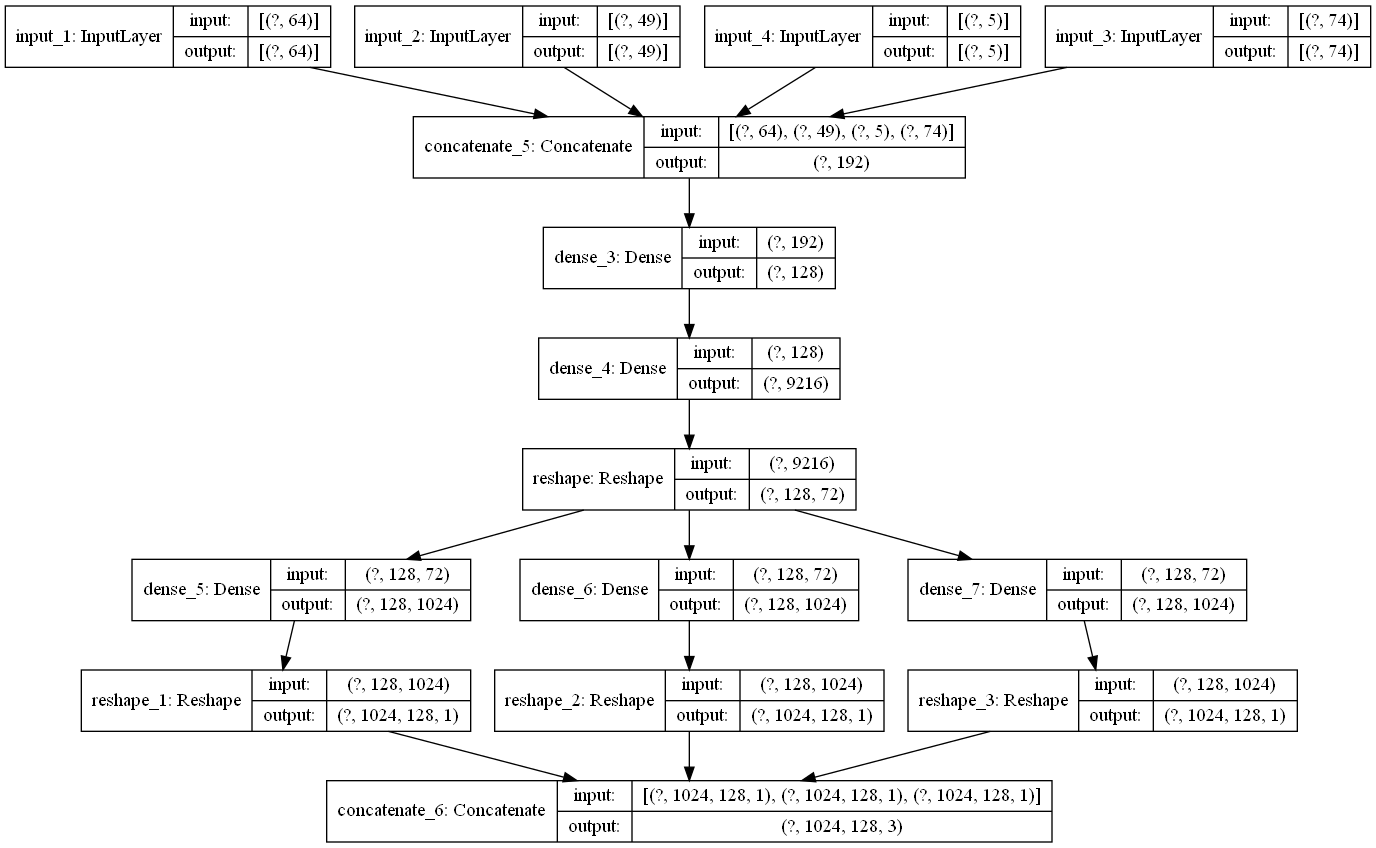 input_1: InputLayer
input: [(?, 64)]
output: [(?, 64)]
input_2: InputLayer
input: [(?, 49)]
output: [(?, 49)]
input_4: InputLayer
input: [(?, 5)]
output: [(?, 5)]
input_3: InputLayer
input: [(?, 74)]
output: [(?, 74)]
concatenate_5: Concatenate
input: [(?, 64), (?, 49), (?, 5), (?, 74)]
output: (?, 192)
dense_3: Dense
input: (?, 192)
output: (?, 128)
dense_4: Dense
input: (?, 128)
output: (?, 9216)
reshape: Reshape
input: (?, 9216)
output: (?, 128, 72)
dense_5: Dense
input: (?, 128, 72)
output: (?, 128, 1024)
dense_6: Dense
input: (?, 128, 72)
output: (?, 128, 1024)
dense_7: Dense
input: (?, 128, 72)
output: (?, 128, 1024)
reshape_1: Reshape
input: (?, 128, 1024)
output: (?, 1024, 128, 1)
reshape_2: Reshape
input: (?, 128, 1024)
output: (?, 1024, 128, 1)
reshape_3: Reshape
input: (?, 128, 1024)
output: (?, 1024, 128, 1)
concatenate_6: Concatenate
input: [(?, 1024, 128, 1), (?, 1024, 128, 1), (?, 1024, 128, 1)]
output: (?, 1024, 128, 3)